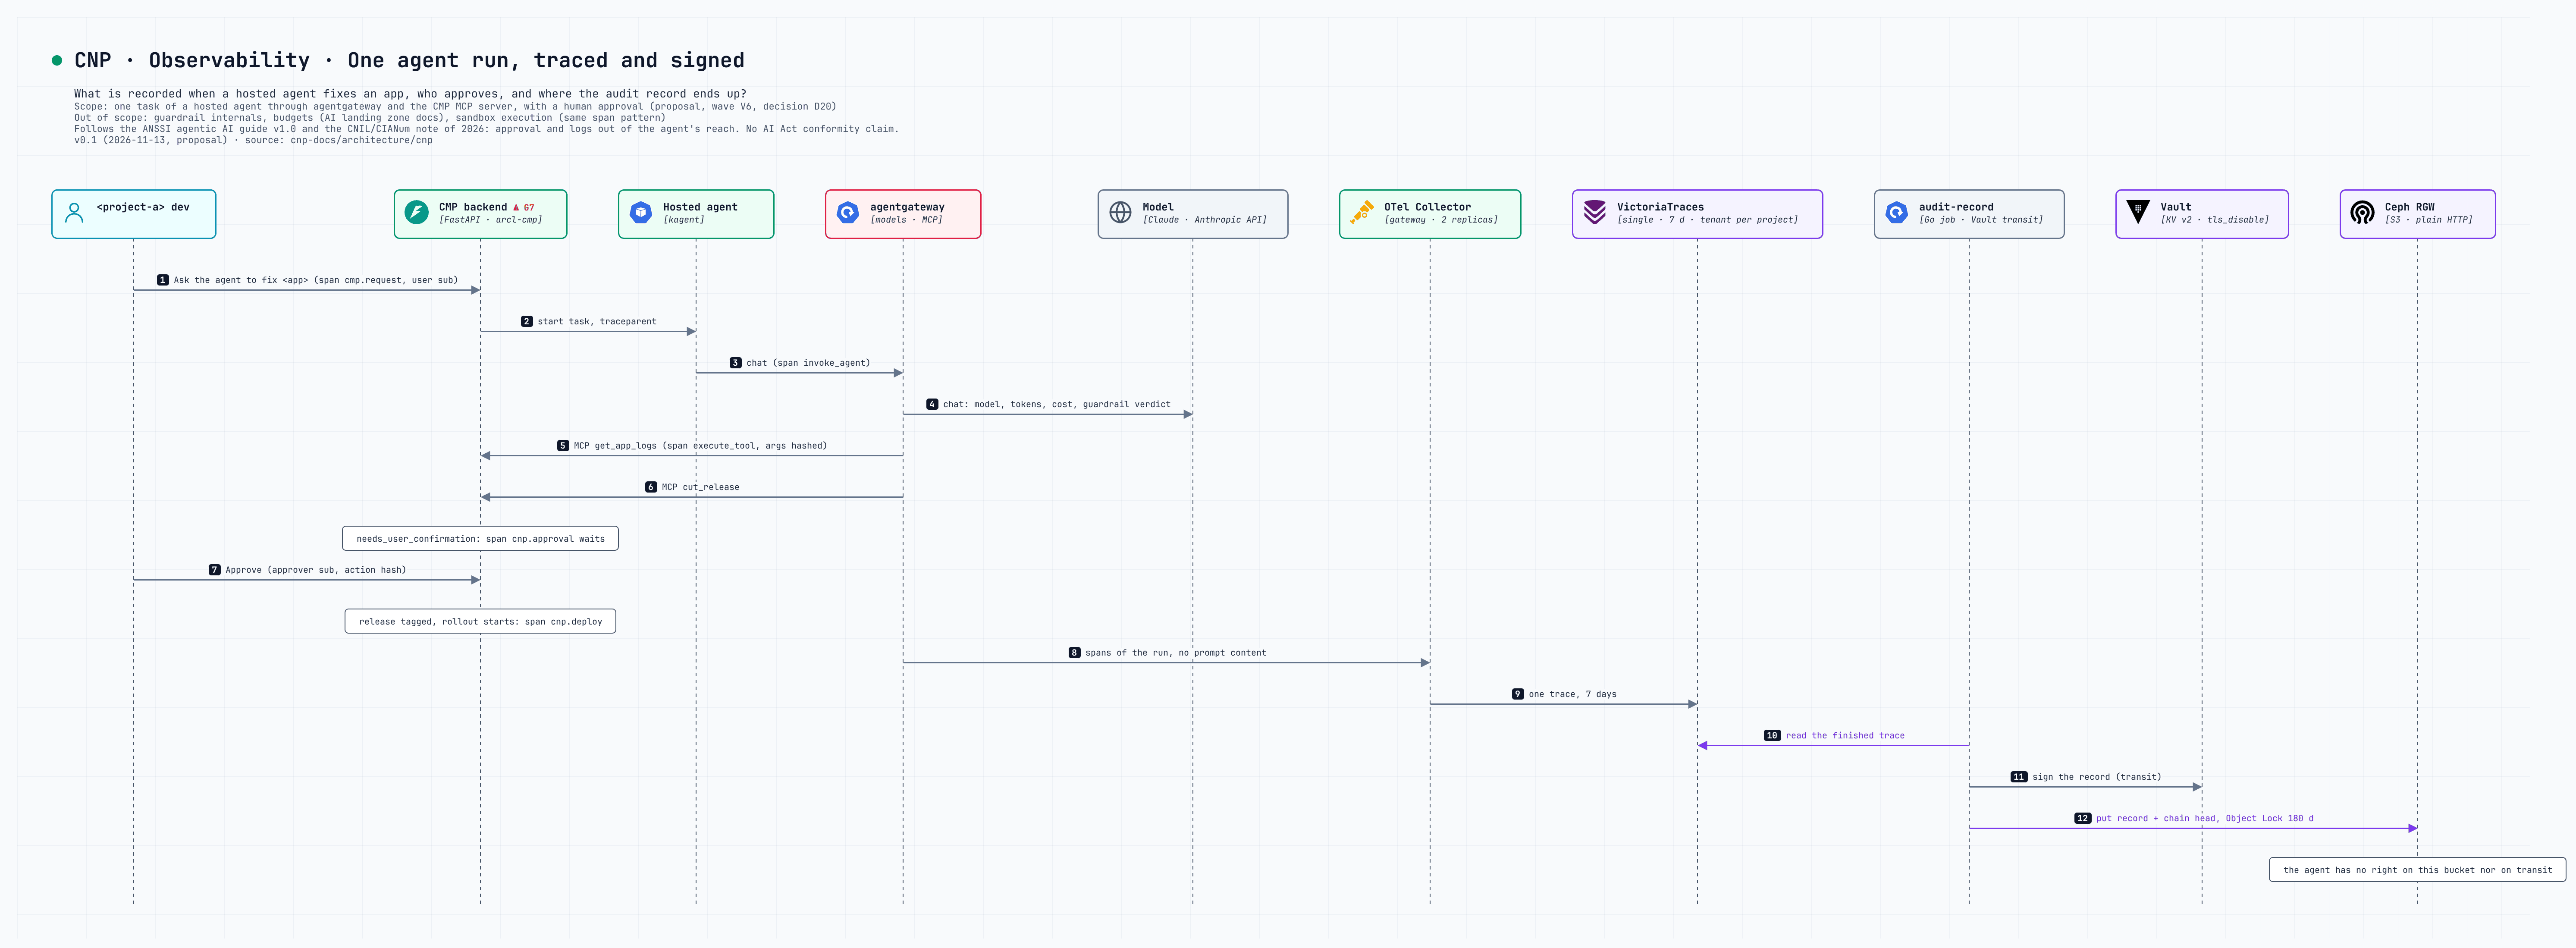 CNP · Observability · One agent run, traced and signed
What is recorded when a hosted agent fixes an app, who approves, and where the audit record ends up?
Scope: one task of a hosted agent through agentgateway and the CMP MCP server, with a human approval (proposal, wave V6, decision D20)
Out of scope: guardrail internals, budgets (AI landing zone docs), sandbox execution (same span pattern)
Follows the ANSSI agentic AI guide v1.0 and the CNIL/CIANum note of 2026: approval and logs out of the agent's reach. No AI Act conformity claim.
v0.1 (2026-11-13, proposal) · source: cnp-docs/architecture/cnp
<project-a> dev
CMP backend ▲ G7
[FastAPI · arcl-cmp]
Hosted agent
[kagent]
agentgateway
[models · MCP]
Model
[Claude · Anthropic API]
OTel Collector
[gateway · 2 replicas]
VictoriaTraces
[single · 7 d · tenant per project]
audit-record
[Go job · Vault transit]
Vault
[KV v2 · tls_disable]
Ceph RGW
[S3 · plain HTTP]
1 Ask the agent to fix <app> (span cmp.request, user sub)
2 start task, traceparent
3 chat (span invoke_agent)
4 chat: model, tokens, cost, guardrail verdict
5 MCP get_app_logs (span execute_tool, args hashed)
6 MCP cut_release
needs_user_confirmation: span cnp.approval waits
7 Approve (approver sub, action hash)
release tagged, rollout starts: span cnp.deploy
8 spans of the run, no prompt content
9 one trace, 7 days
10 read the finished trace
11 sign the record (transit)
12 put record + chain head, Object Lock 180 d
the agent has no right on this bucket nor on transit